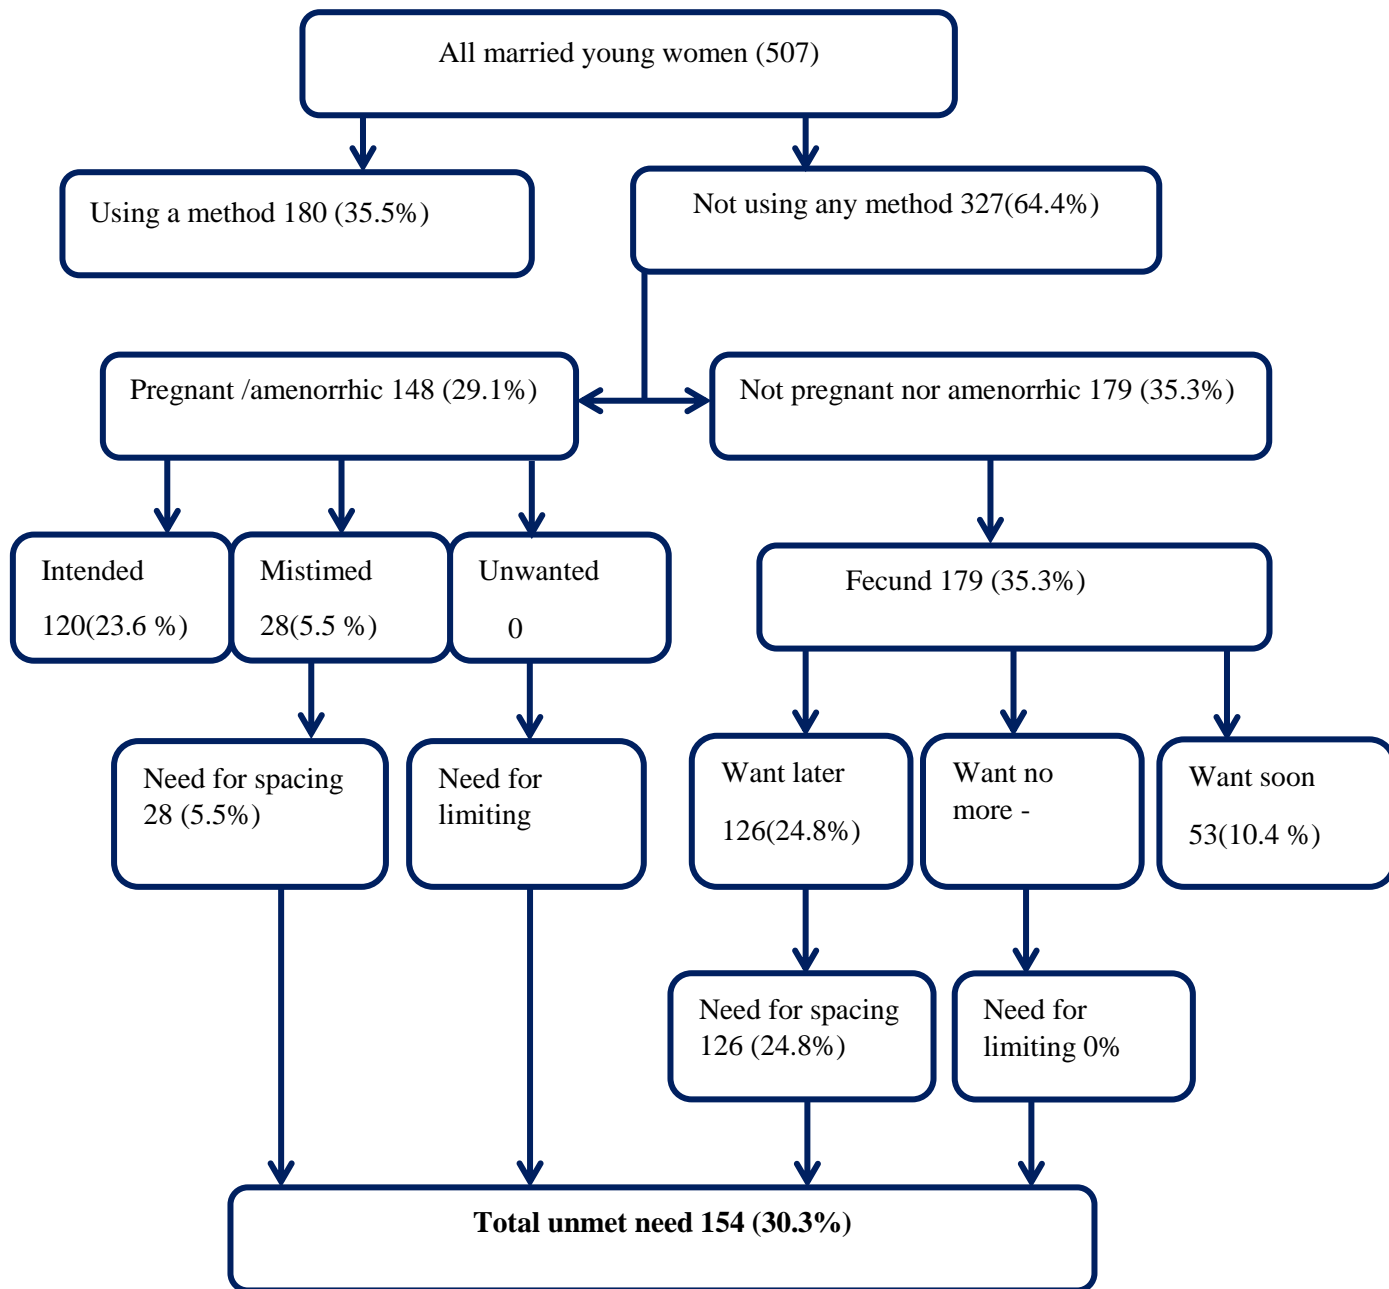 All married young women (507)
Using a method 180 (35.5%)
Not using any method 327(64.4%)
Pregnant /amenorrhic 148 (29.1%)
Not pregnant nor amenorrhic 179 (35.3%)
Intended
120(23.6 %)
Mistimed
28(5.5 %)
Unwanted
0
Fecund 179 (35.3%)
Need for spacing
28 (5.5%)
Need for
limiting
Want later
126(24.8%)
Want no
more -
Want soon
53(10.4 %)
Need for spacing
126 (24.8%)
Need for
limiting 0%
Total unmet need 154 (30.3%)